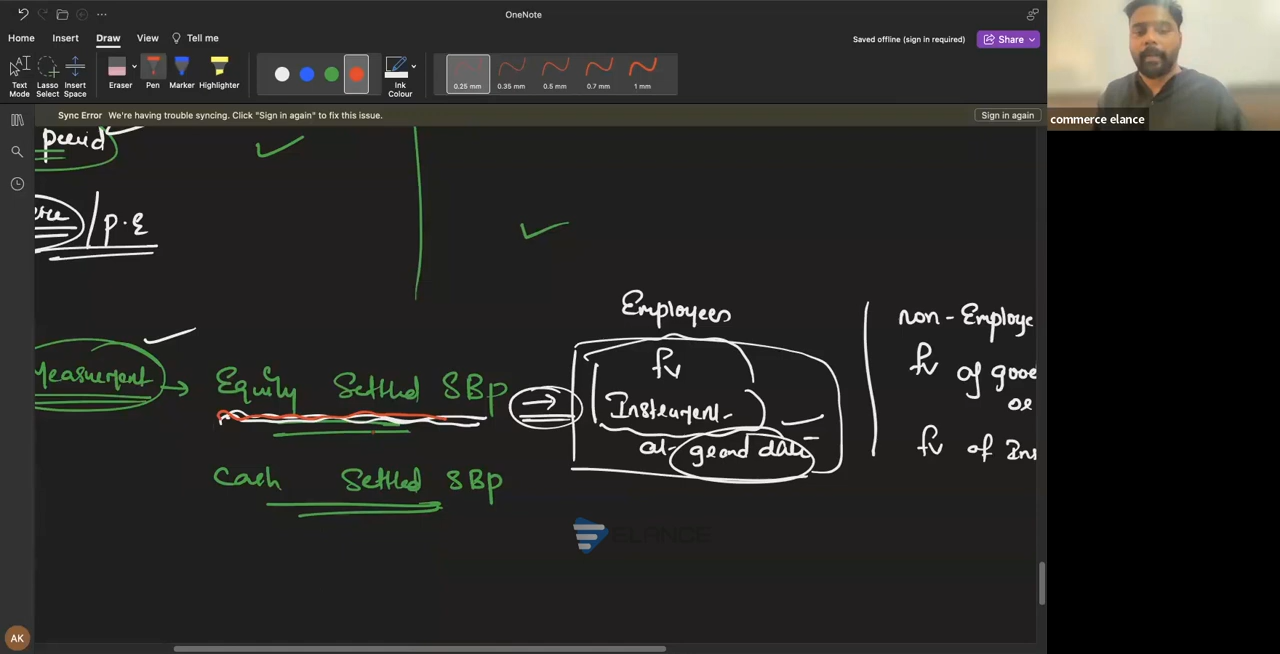 OneNote
Home Insert Draw View Tell me
Saved offline (sign in required) Share
Text Mode
Lasso Select
Insert Space
Eraser
Pen
Marker
Highlighter
0.25 mm
0.35 mm
0.5 mm
0.7 mm
1 mm
Ink Colour
Sync Error We're having trouble syncing. Click "Sign in again" to fix this issue. Sign in again
commerce elance
period
/ P.E
Measurment → Equity Settled SBP →
Cash Settled SBP
Employees
fv
Instrument
at grand date
non-Employe
fv of good
or
fv of Ins
ELANCE
AK